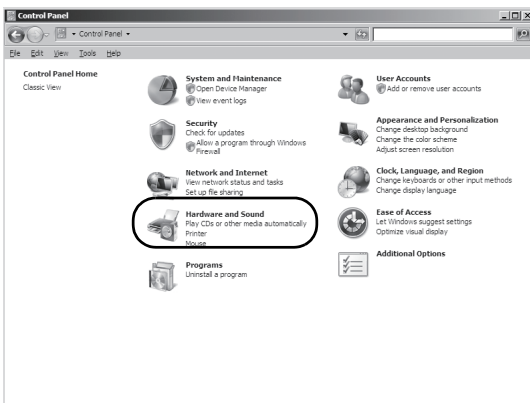 Control Panel
Control Panel
File Edit View Tools Help
Control Panel Home
Classic View
System and Maintenance
Open Device Manager
View event logs
Security
Check for updates
Allow a program through Windows
Firewall
Network and Internet
View network status and tasks
Set up file sharing
Hardware and Sound
Play CDs or other media automatically
Printer
Mouse
Programs
Uninstall a program
User Accounts
Add or remove user accounts
Appearance and Personalization
Change desktop background
Change the color scheme
Adjust screen resolution
Clock, Language, and Region
Change keyboards or other input methods
Change display language
Ease of Access
Let Windows suggest settings
Optimize visual display
Additional Options